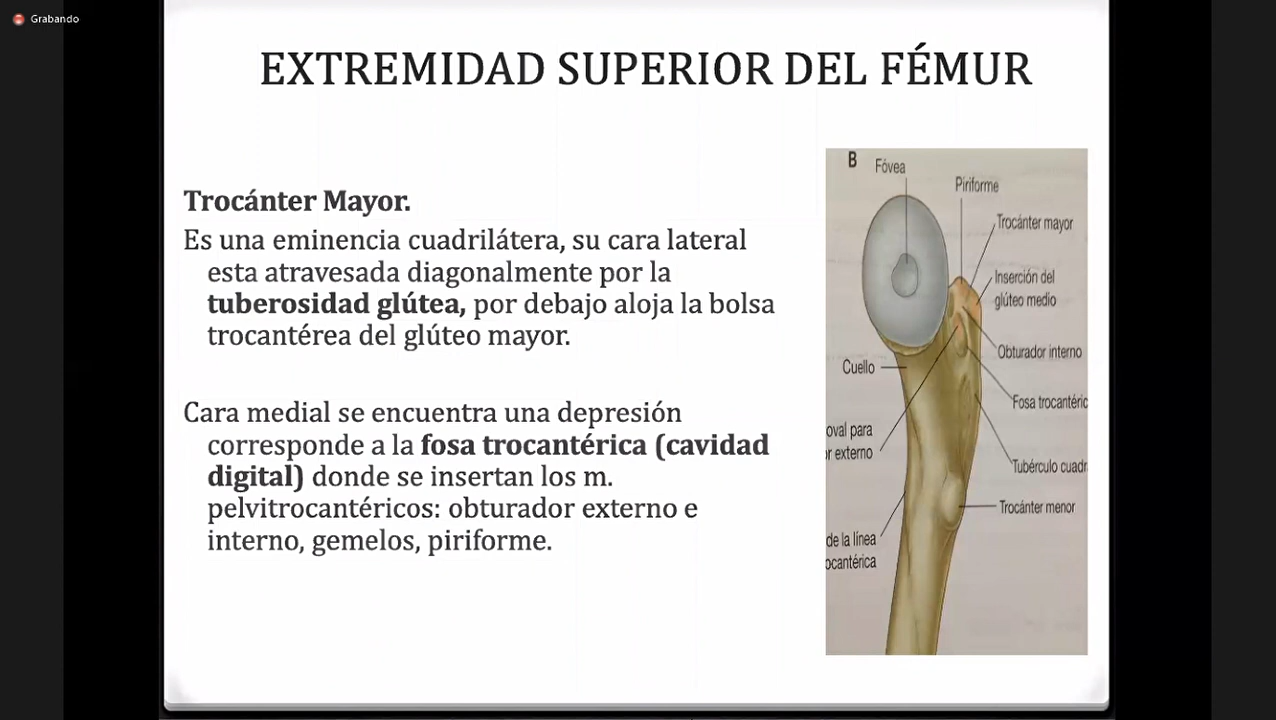 Grabando
EXTREMIDAD SUPERIOR DEL FÉMUR
Trocánter Mayor.
Es una eminencia cuadrilátera, su cara lateral
esta atravesada diagonalmente por la
tuberosidad glútea, por debajo aloja la bolsa
trocantérea del glúteo mayor.
Cara medial se encuentra una depresión
corresponde a la fosa trocantérica (cavidad
digital) donde se insertan los m.
pelvitrocantéricos: obturador externo e
interno, gemelos, piriforme.
B
Fóvea
Piriforme
Trocánter mayor
Inserción del
glúteo medio
Obturador interno
Cuello
Fosa trocantéric
oval para
r externo
Tubérculo cuadr
Trocánter menor
de la línea
ocantérica